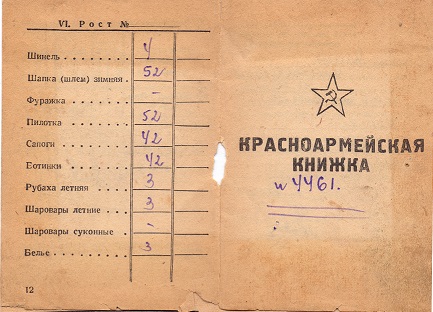 VI. Рост №
Шинель . . . . . . . 4
Шапка (шлем) зимняя . 52
Фуражка . . . . . . . -
Пилотка . . . . . . . 52
Сапоги . . . . . . . 42
Ботинки . . . . . . . 42
Рубаха летняя . . . . 3
Шаровары летние . . . 3
Шаровары суконные . . -
Белье . . . . . . . . 3
12
КРАСНОАРМЕЙСКАЯ
КНИЖКА
4461.